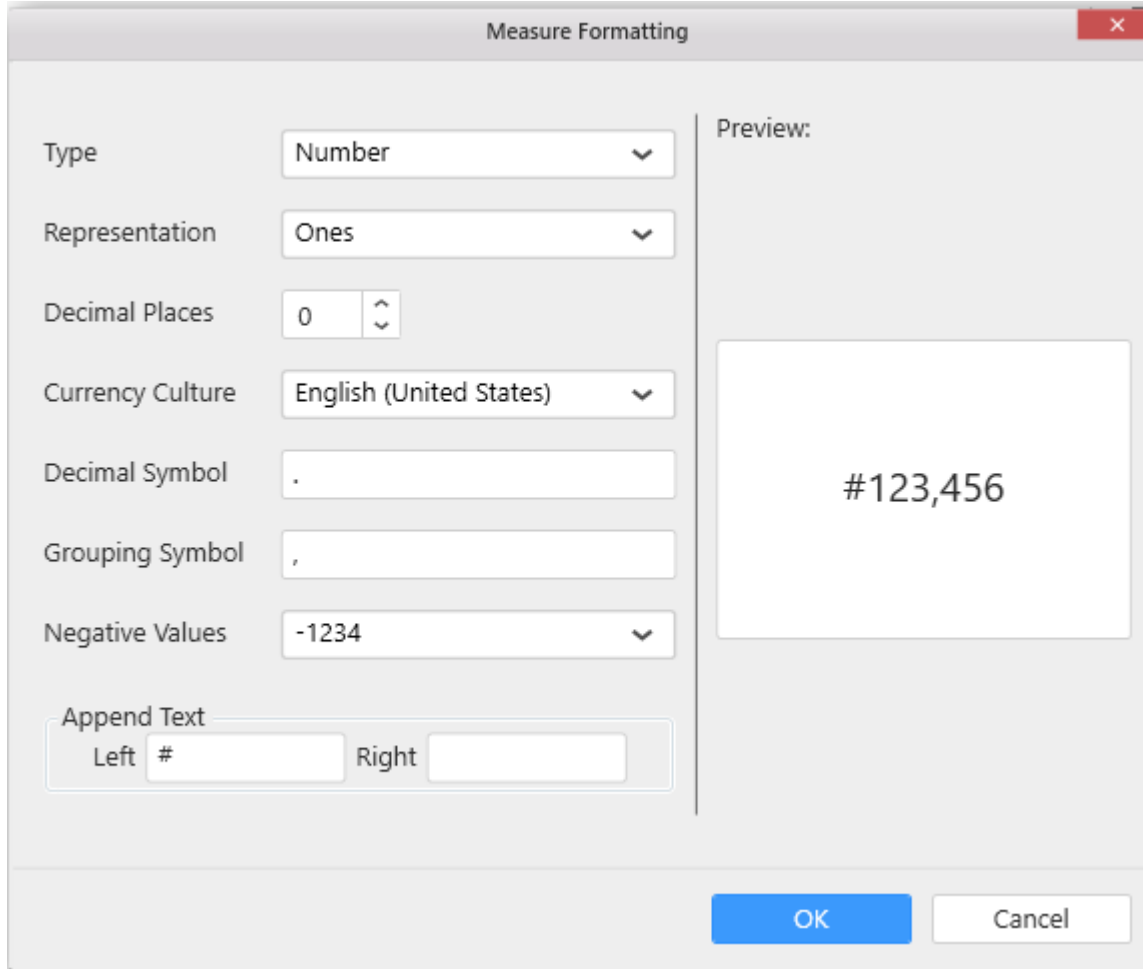 Measure Formatting
Preview:
Type Number
Representation Ones
Decimal Places 0
Currency Culture English (United States)
Decimal Symbol .
#123,456
Grouping Symbol ,
Negative Values -1234
Append Text
Left # Right
OK Cancel